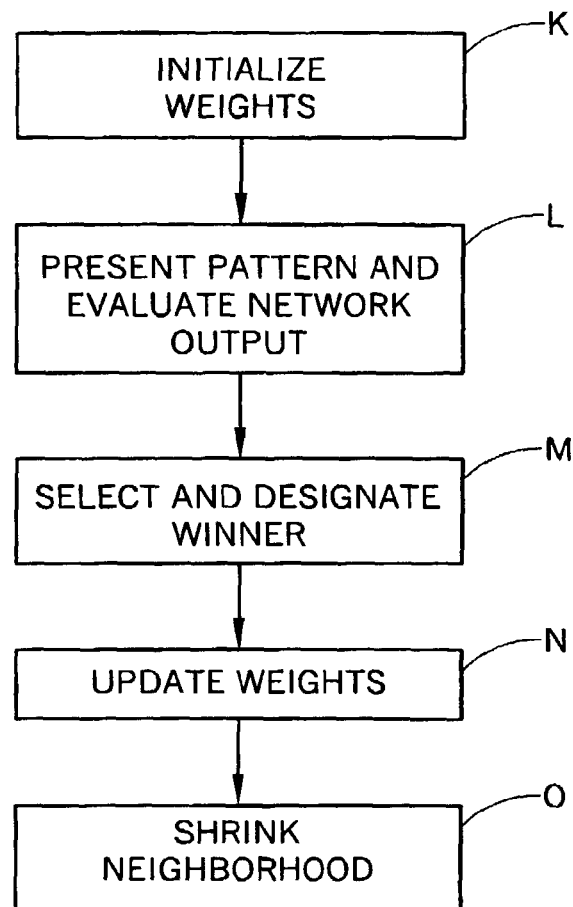 K
INITIALIZE
WEIGHTS
L
PRESENT PATTERN AND
EVALUATE NETWORK
OUTPUT
M
SELECT AND DESIGNATE
WINNER
N
UPDATE WEIGHTS
O
SHRINK
NEIGHBORHOOD